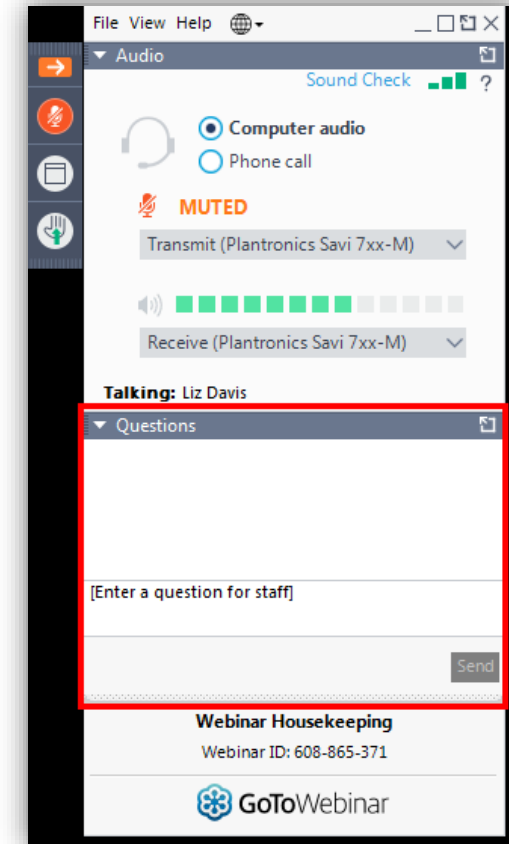 File View Help
Audio
Sound Check ?
Computer audio
Phone call
MUTED
Transmit (Plantronics Savi 7xx-M)
Receive (Plantronics Savi 7xx-M)
Talking: Liz Davis
Questions
[Enter a question for staff]
Send
Webinar Housekeeping
Webinar ID: 608-865-371
GoToWebinar